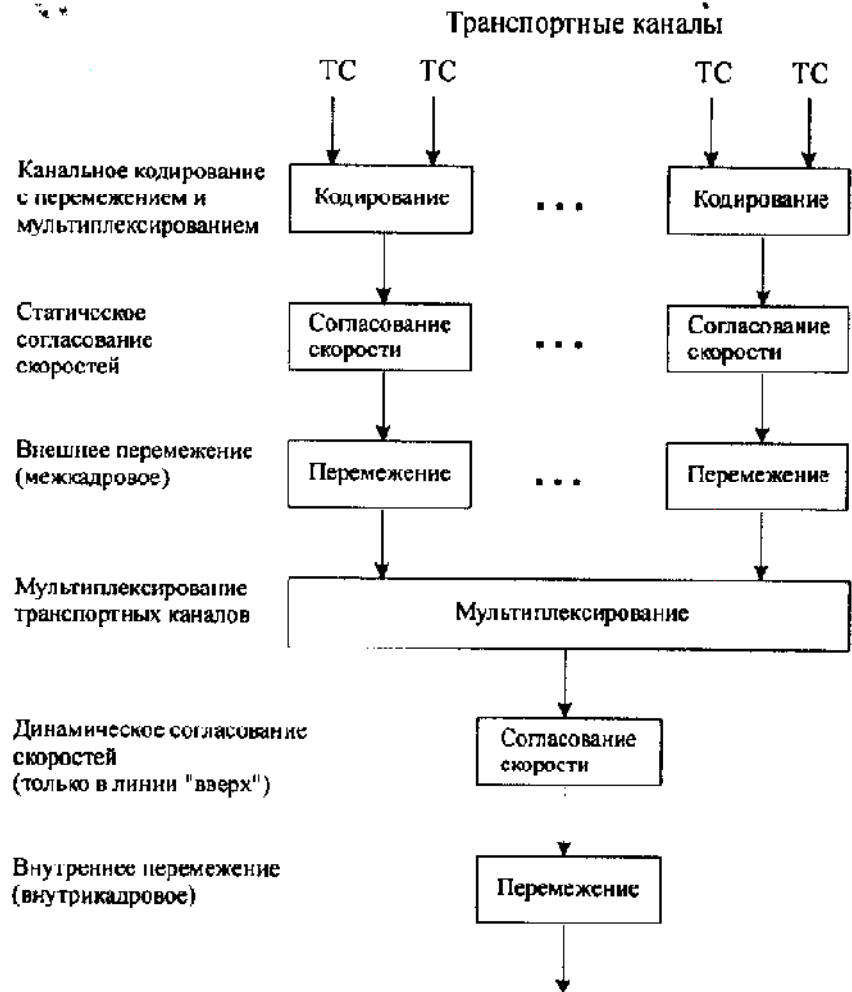 Транспортные каналы
ТС ТС ТС ТС
Канальное кодирование
с перемежением и
мультиплексированием
Кодирование
. . .
Кодирование
Статическое
согласование
скоростей
Согласование
скорости
. . .
Согласование
скорости
Внешнее перемежение
(межкадровое)
Перемежение
. . .
Перемежение
Мультиплексирование
транспортных каналов
Мультиплексирование
Динамическое согласование
скоростей
(только в линии "вверх")
Согласование
скорости
Внутреннее перемежение
(внутрикадровое)
Перемежение